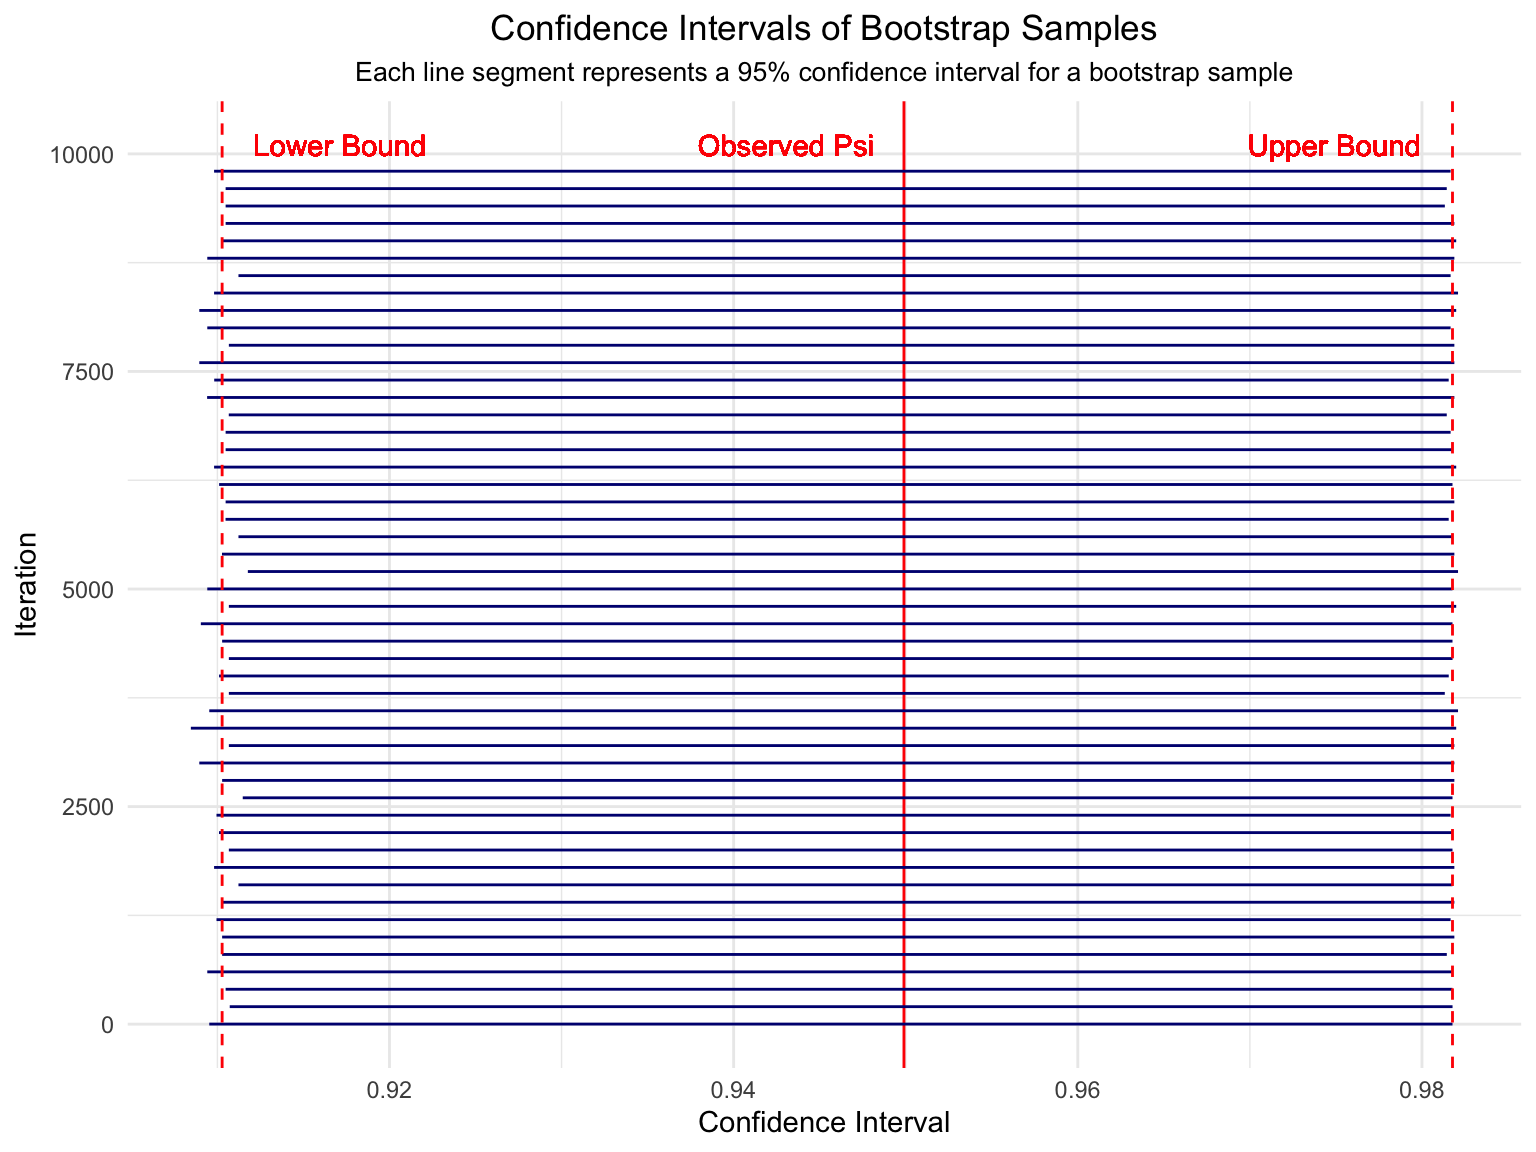 Confidence Intervals of Bootstrap Samples
Each line segment represents a 95% confidence interval for a bootstrap sample
Lower Bound
Observed Psi
Upper Bound
10000
7500
5000
2500
0
Iteration
0.92
0.94
0.96
0.98
Confidence Interval